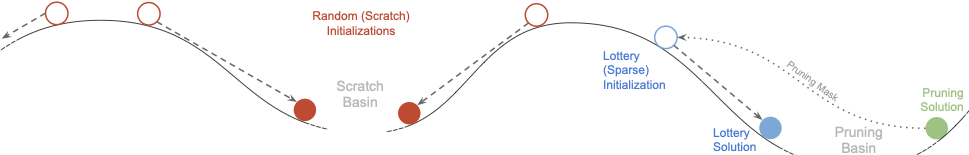 Random (Scratch)
Initializations
Scratch
Basin
Lottery
(Sparse)
Initialization
Pruning Mask
Lottery
Solution
Pruning
Basin
Pruning
Solution